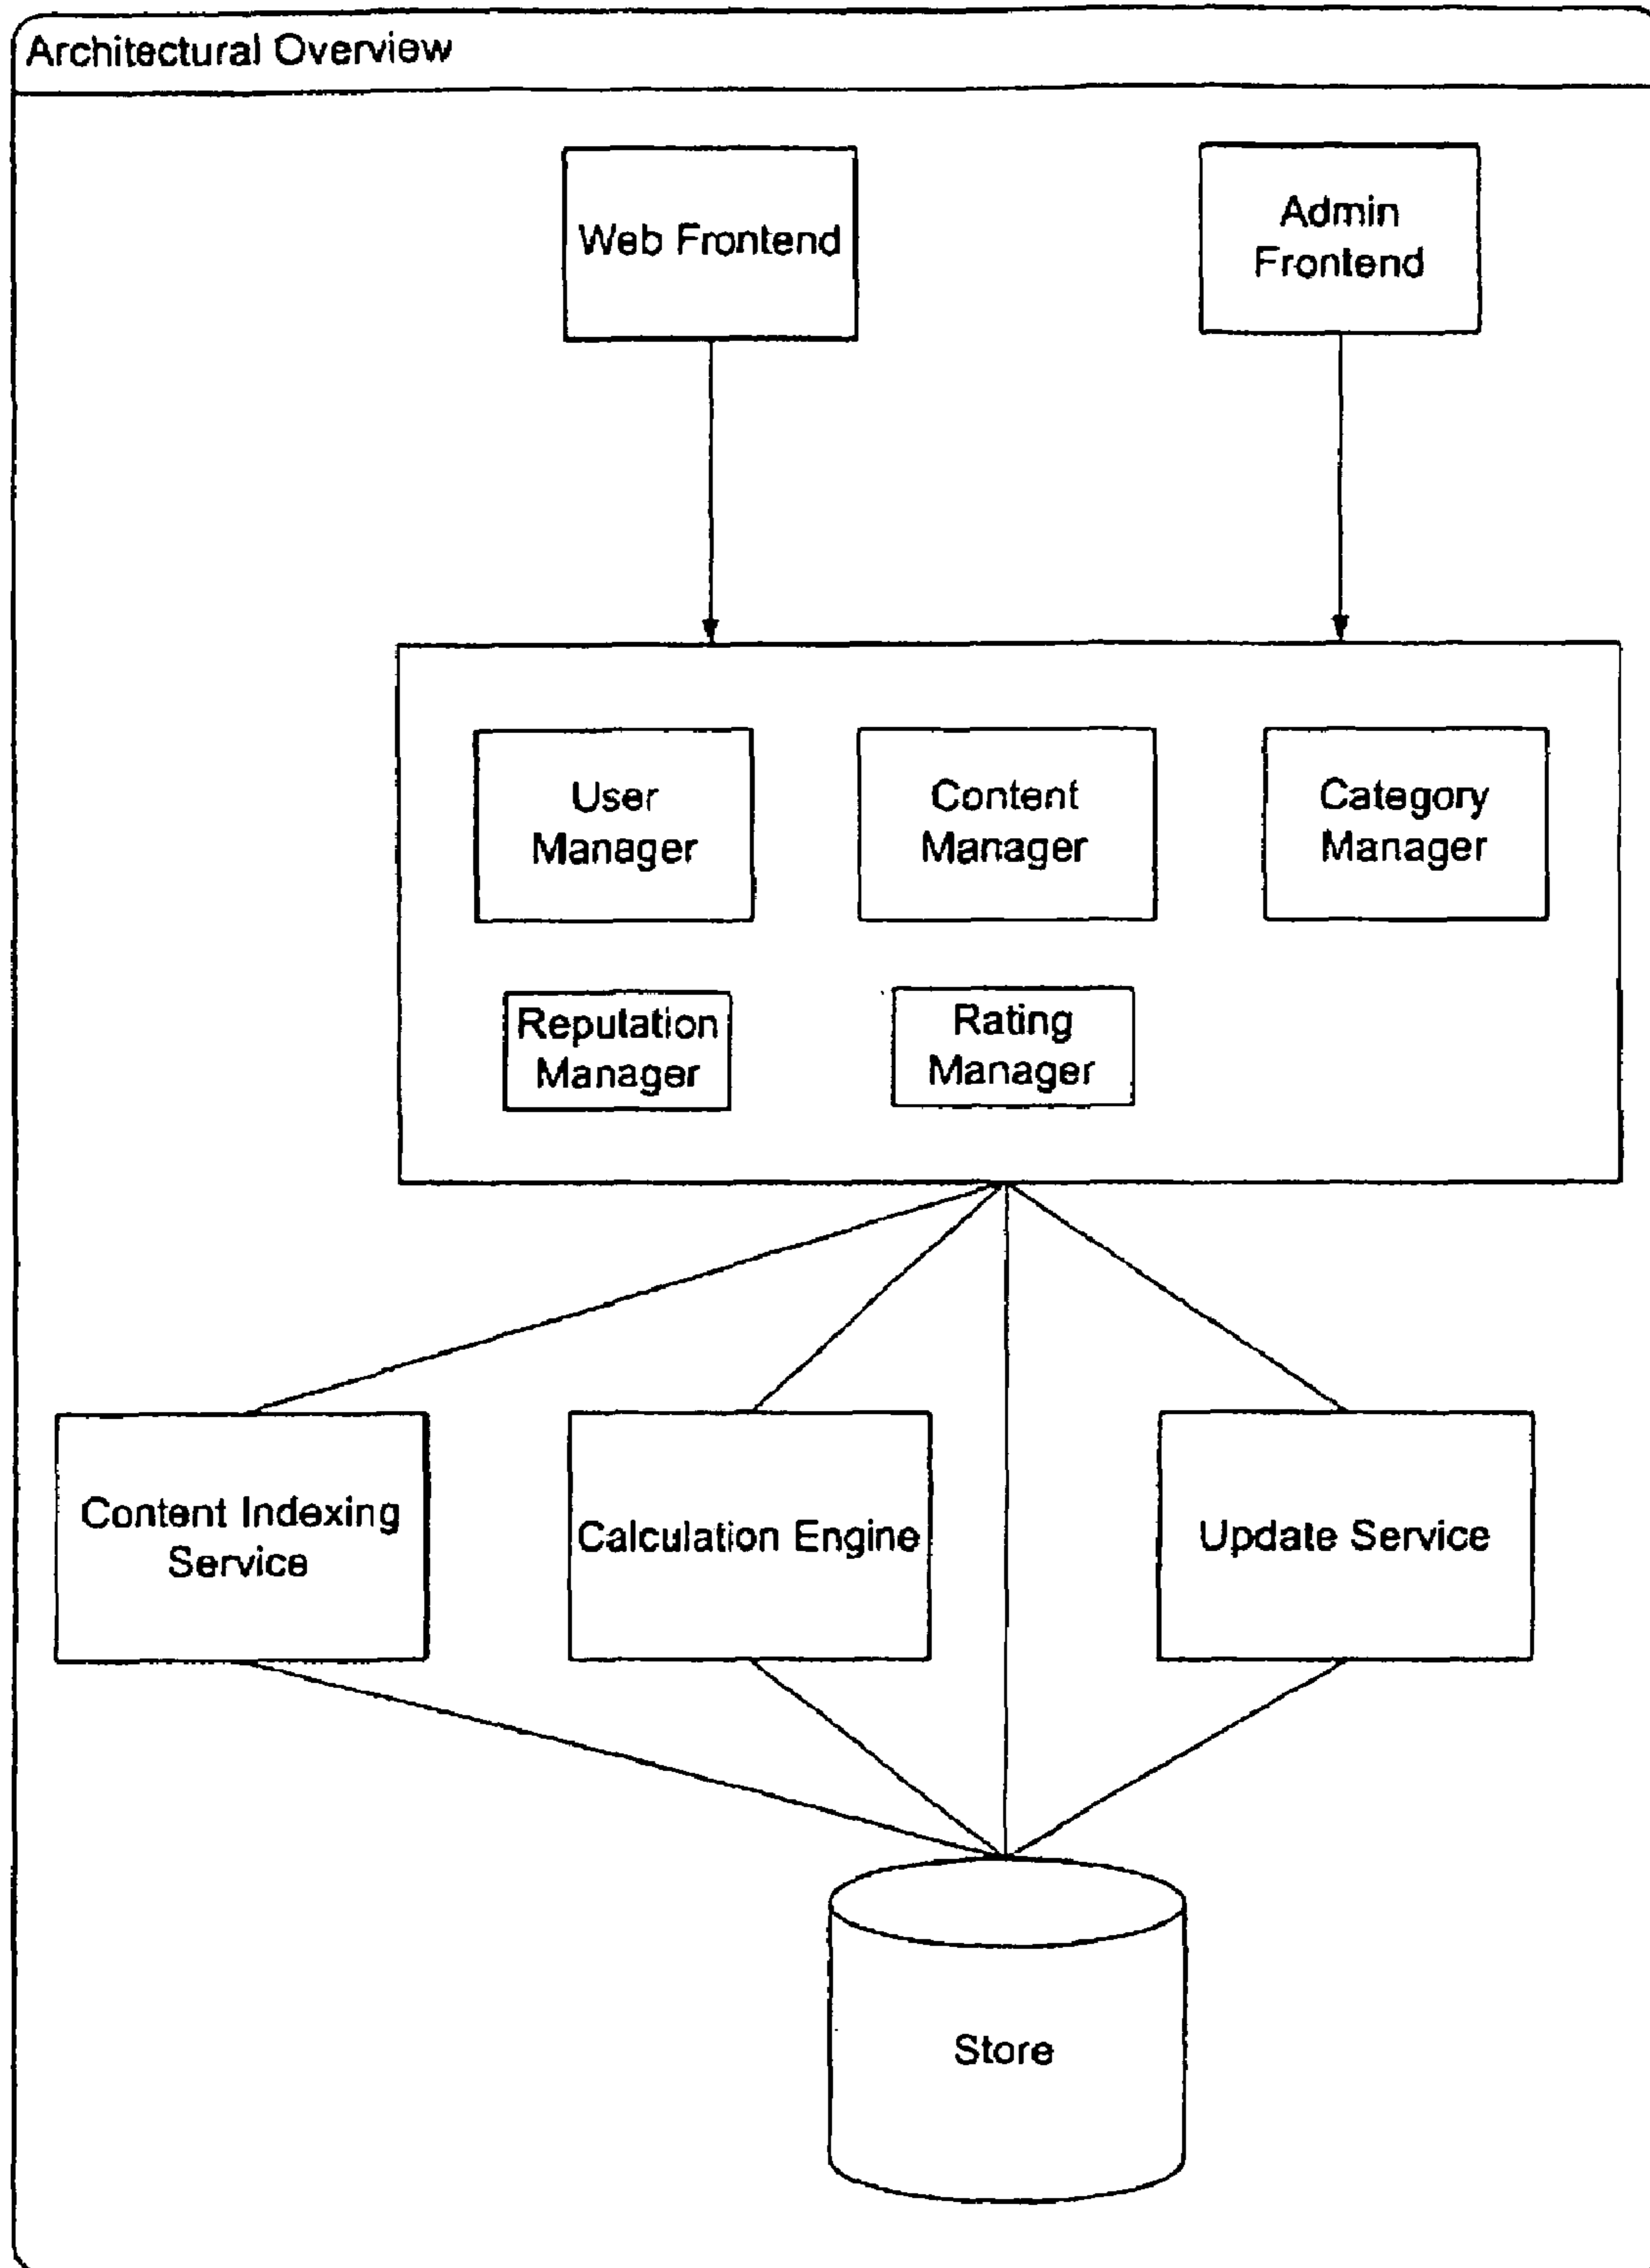 Architectural Overview
Web Frontend
Admin
Frontend
User
Manager
Content
Manager
Category
Manager
Reputation
Manager
Rating
Manager
Content Indexing
Service
Calculation Engine
Update Service
Store